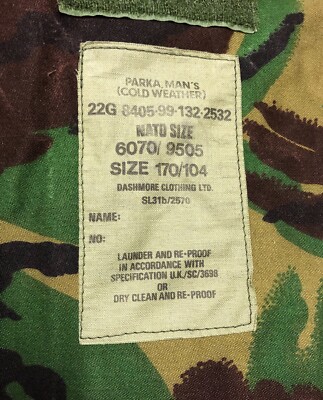 PARKA, MAN'S
(COLD WEATHER)
22G 8405-99-132-2532
NATO SIZE
6070/ 9505
SIZE 170/104
DASHMORE CLOTHING LTD.
SL31b/2570
NAME:
NO:
LAUNDER AND RE-PROOF
IN ACCORDANCE WITH
SPECIFICATION U.K/SC/3698
OR
DRY CLEAN AND RE-PROOF